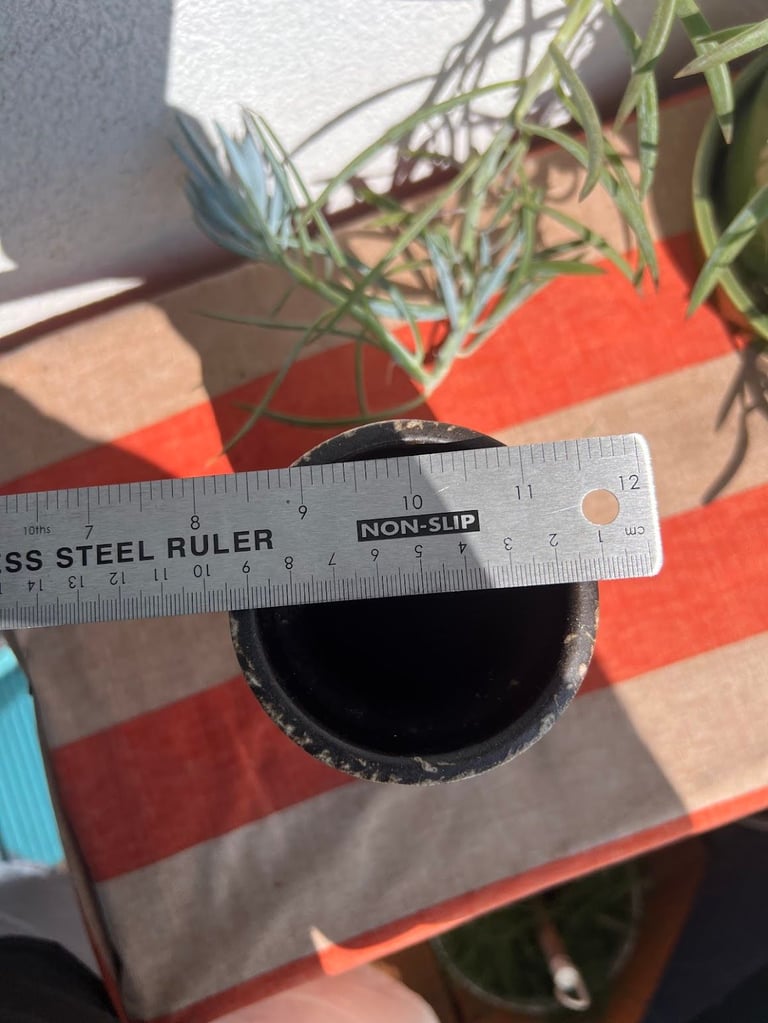 10ths 7 8 9 10 11 12
ESS STEEL RULER NON-SLIP
14 13 12 11 10 9 8 7 6 5 4 3 2 1 cm